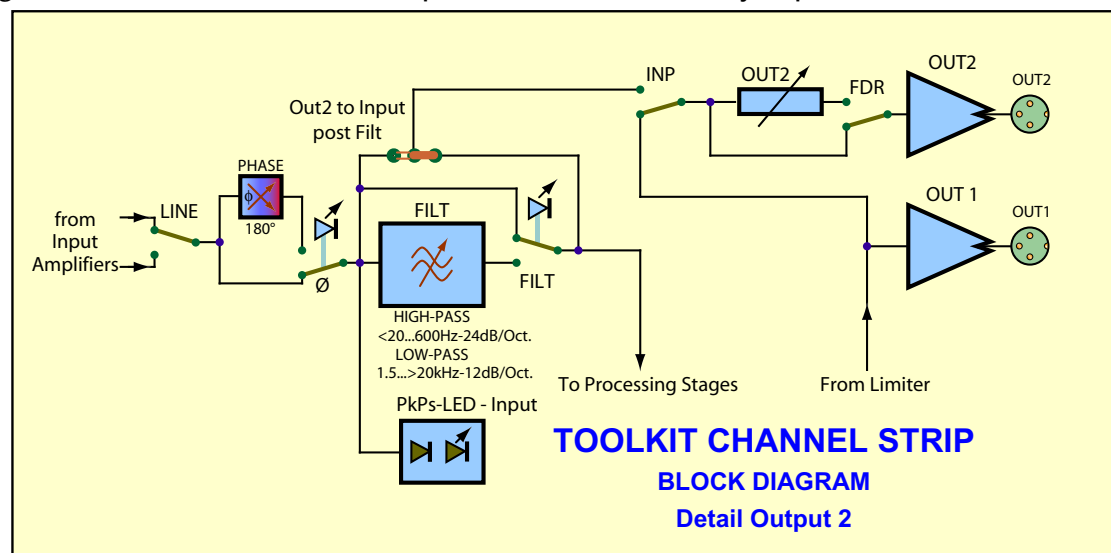 INP
OUT2
FDR
OUT2
OUT2
Out2 to Input
post Filt
PHASE
ϕ
180°
LINE
from
Input
Amplifiers
Ø
FILT
FILT
HIGH-PASS
<20...600Hz-24dB/Oct.
LOW-PASS
1.5...>20kHz-12dB/Oct.
OUT 1
OUT1
To Processing Stages
From Limiter
PkPs-LED - Input
TOOLKIT CHANNEL STRIP
BLOCK DIAGRAM
Detail Output 2